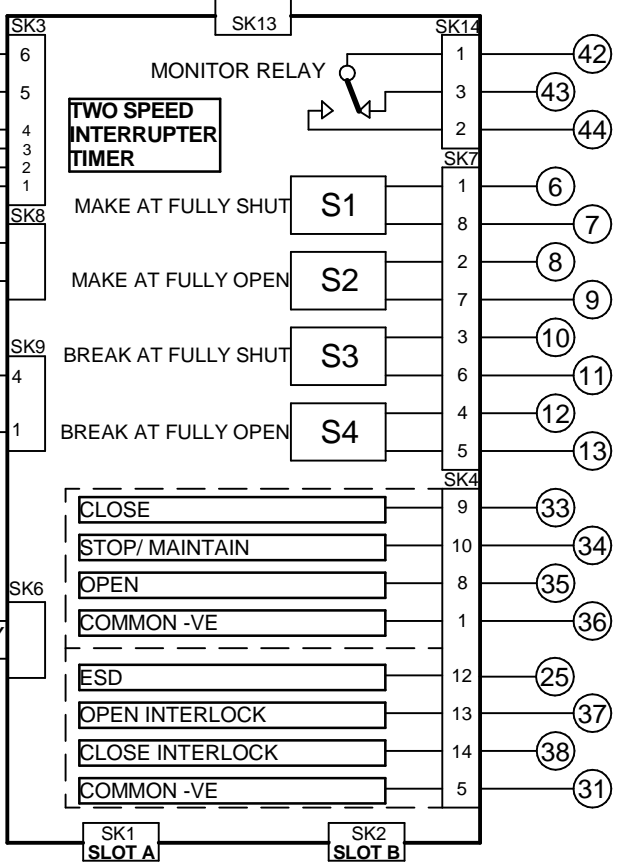 SK3
SK13
SK14
6
5
4
3
2
1
MONITOR RELAY
TWO SPEED
INTERRUPTER
TIMER
1
3
2
42
43
44
SK7
SK8
MAKE AT FULLY SHUT
S1
1
8
6
7
MAKE AT FULLY OPEN
S2
2
7
8
9
SK9
4
1
BREAK AT FULLY SHUT
S3
3
6
10
11
BREAK AT FULLY OPEN
S4
4
5
12
13
SK4
CLOSE
9
33
STOP/ MAINTAIN
10
34
SK6
OPEN
8
35
COMMON -VE
1
36
ESD
12
25
OPEN INTERLOCK
13
37
CLOSE INTERLOCK
14
38
COMMON -VE
5
31
SK1
SLOT A
SK2
SLOT B